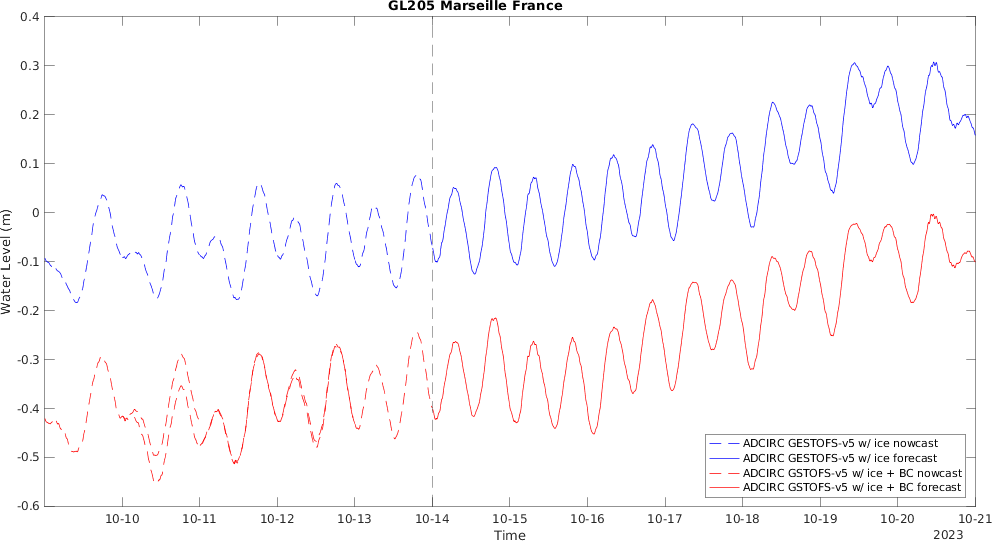 GL205 Marseille France
0.4
0.3
0.2
0.1
0
-0.1
-0.2
-0.3
-0.4
-0.5
-0.6
Water Level (m)
ADCIRC GESTOFS-v5 w/ ice nowcast
ADCIRC GESTOFS-v5 w/ ice forecast
ADCIRC GSTOFS-v5 w/ ice + BC nowcast
ADCIRC GSTOFS-v5 w/ ice + BC forecast
10-10 10-11 10-12 10-13 10-14 10-15 10-16 10-17 10-18 10-19 10-20 10-21
Time
2023